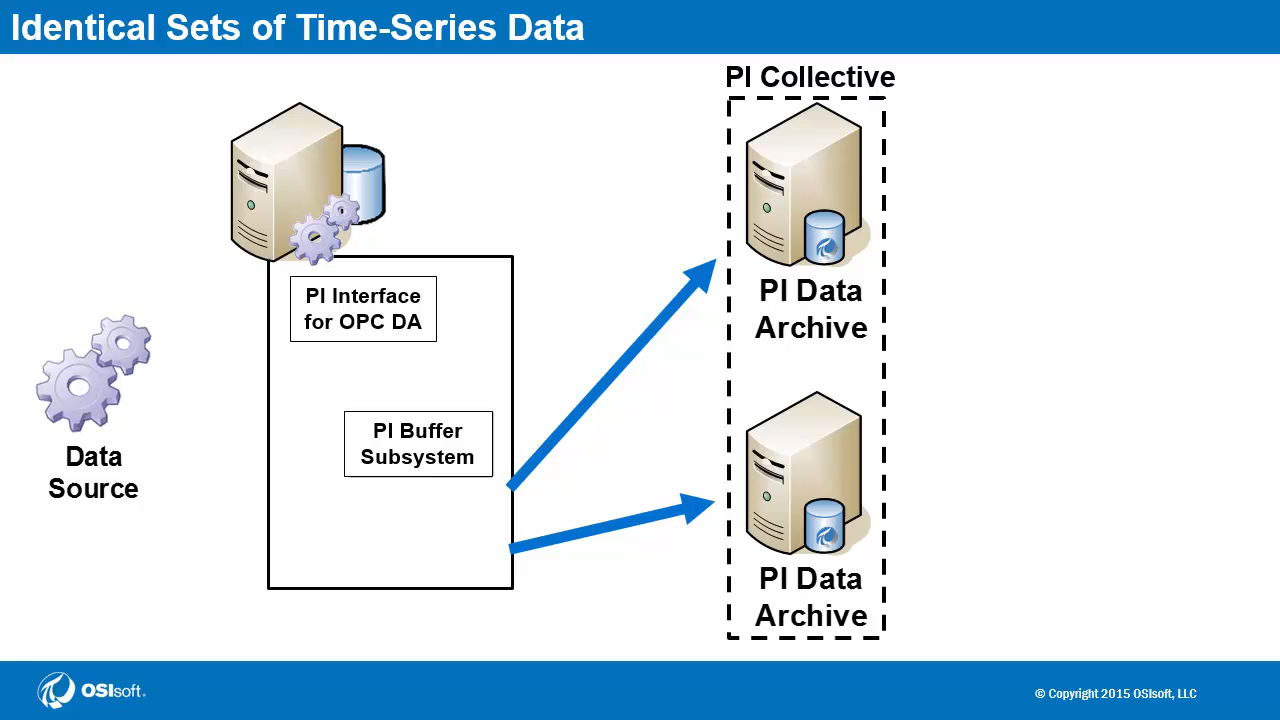 Identical Sets of Time-Series Data
PI Collective
PI Interface
for OPC DA
PI Buffer
Subsystem
Data
Source
PI Data
Archive
PI Data
Archive
OSIsoft.
© Copyright 2015 OSIsoft, LLC